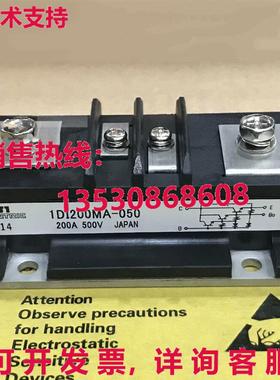 术支持
销售热线:
13530868608
1DI200MA-050
14
200A 500V JAPAN
C
B
E
Attention
Observe precautions
for handling
Electrostatic
Sensitive
Devices
可开发票,详询客服